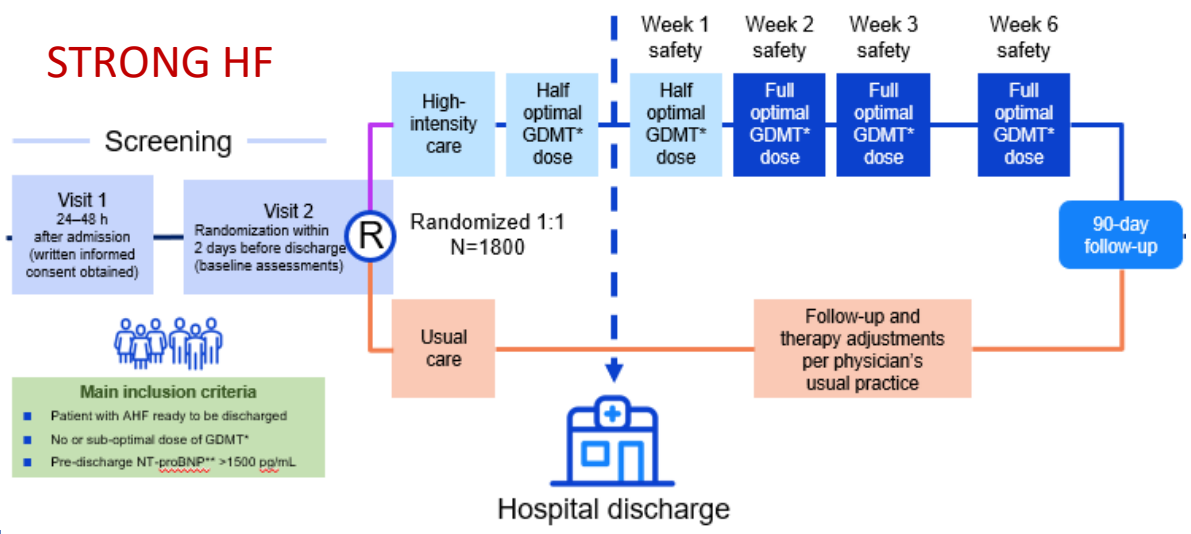 STRONG HF
Screening
Visit 1
24–48 h
after admission
(written informed
consent obtained)
Visit 2
Randomization within
2 days before discharge
(baseline assessments)
R
Randomized 1:1
N=1800
High-
intensity
care
Half
optimal
GDMT*
dose
Week 1
safety
Half
optimal
GDMT*
dose
Week 2
safety
Full
optimal
GDMT*
dose
Week 3
safety
Full
optimal
GDMT*
dose
Week 6
safety
Full
optimal
GDMT*
dose
90-day
follow-up
Usual
care
Follow-up and
therapy adjustments
per physician’s
usual practice
Main inclusion criteria
Patient with AHF ready to be discharged
No or sub-optimal dose of GDMT*
Pre-discharge NT-proBNP** >1500 pg/mL
Hospital discharge